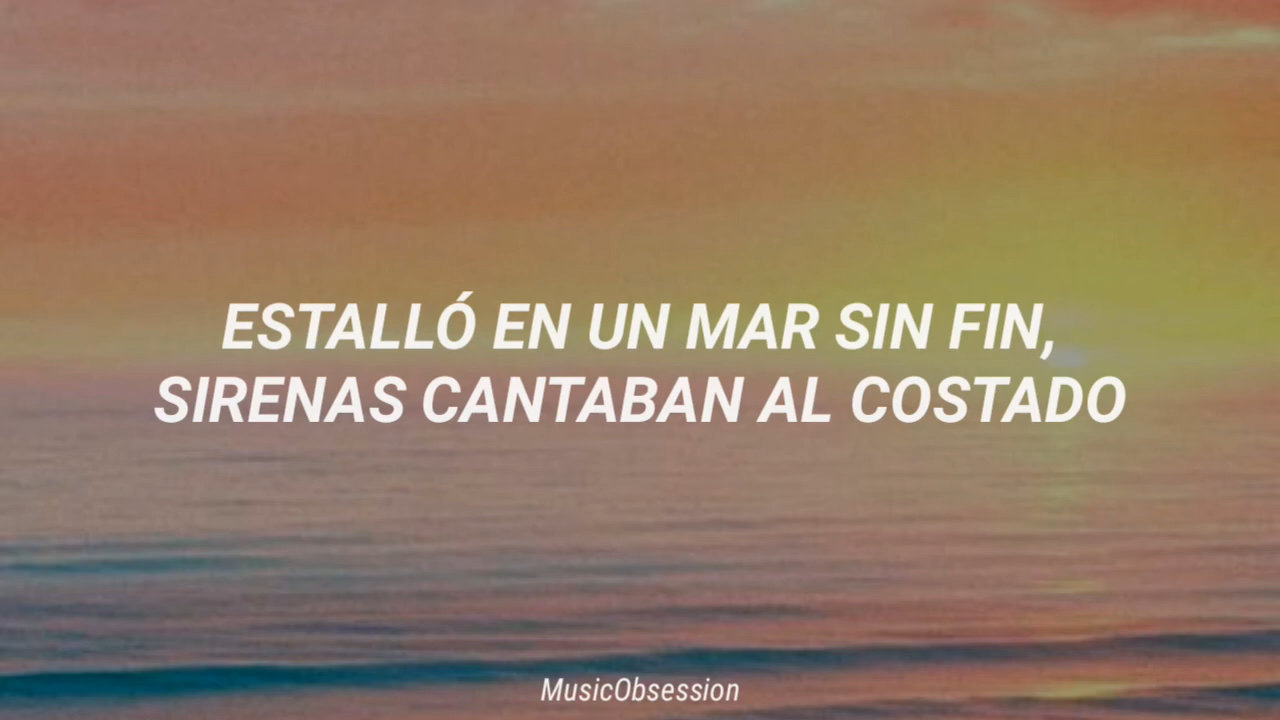 ESTALLÓ EN UN MAR SIN FIN,
SIRENAS CANTABAN AL COSTADO
MusicObsession